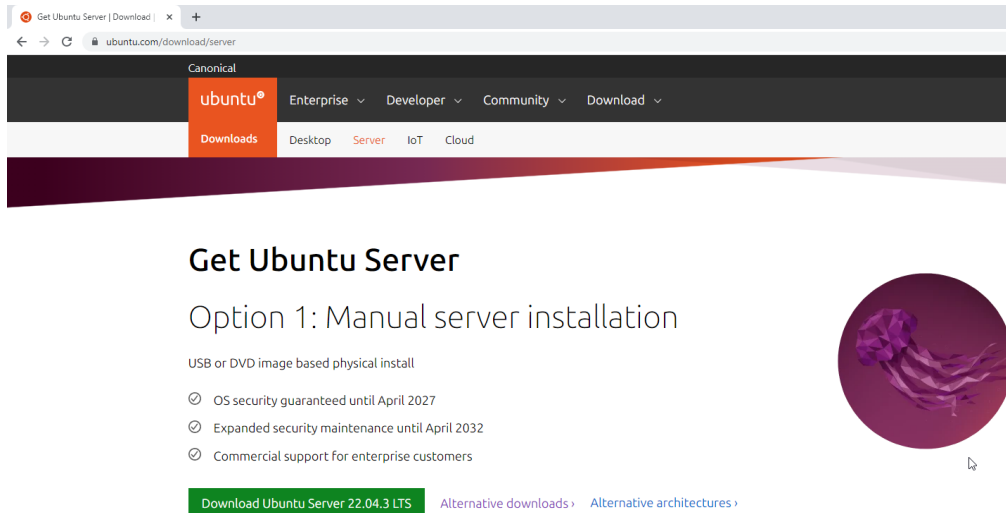 Get Ubuntu Server | Download |
ubuntu.com/download/server
Canonical
ubuntu®
Enterprise Developer Community Download
Downloads Desktop Server IoT Cloud
Get Ubuntu Server
Option 1: Manual server installation
USB or DVD image based physical install
OS security guaranteed until April 2027
Expanded security maintenance until April 2032
Commercial support for enterprise customers
Download Ubuntu Server 22.04.3 LTS Alternative downloads › Alternative architectures ›